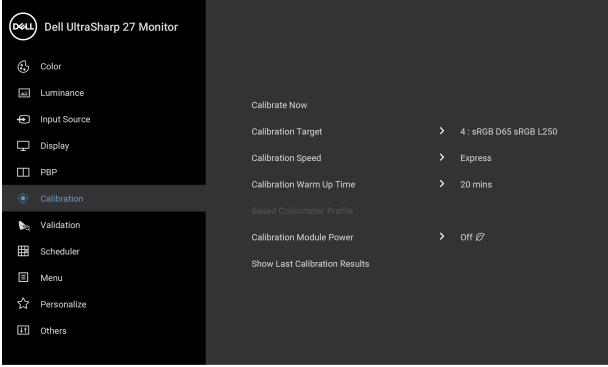 DELL Dell UltraSharp 27 Monitor
Color
Luminance
Input Source
Display
PBP
Calibration
Validation
Scheduler
Menu
Personalize
Others
Calibrate Now
Calibration Target > 4 : sRGB D65 sRGB L250
Calibration Speed > Express
Calibration Warm Up Time > 20 mins
Based Colormeter Profile
Calibration Module Power > Off
Show Last Calibration Results